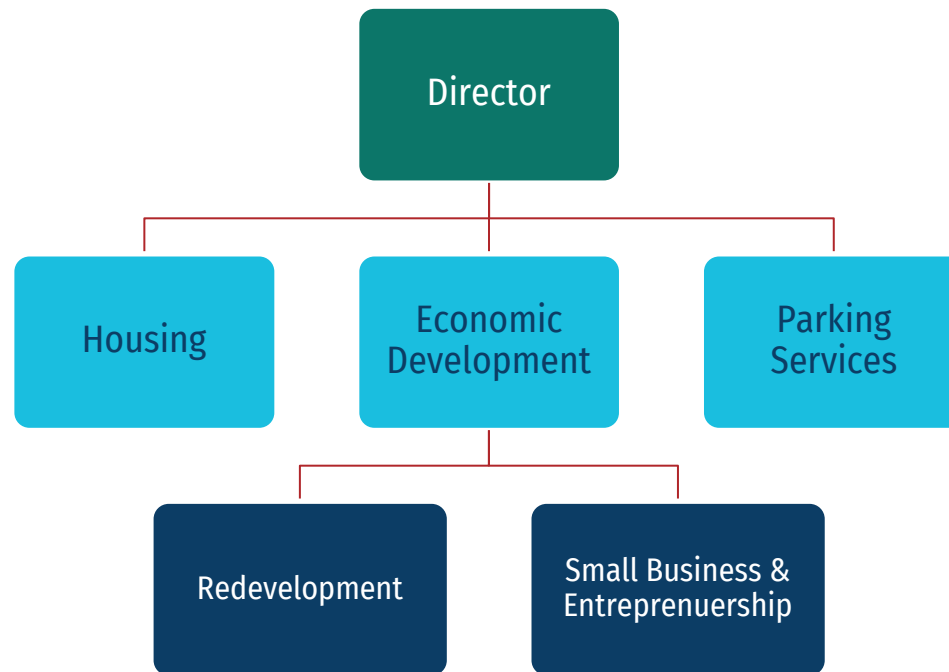 Director
Housing
Economic
Development
Parking
Services
Redevelopment
Small Business &
Entreprenuership